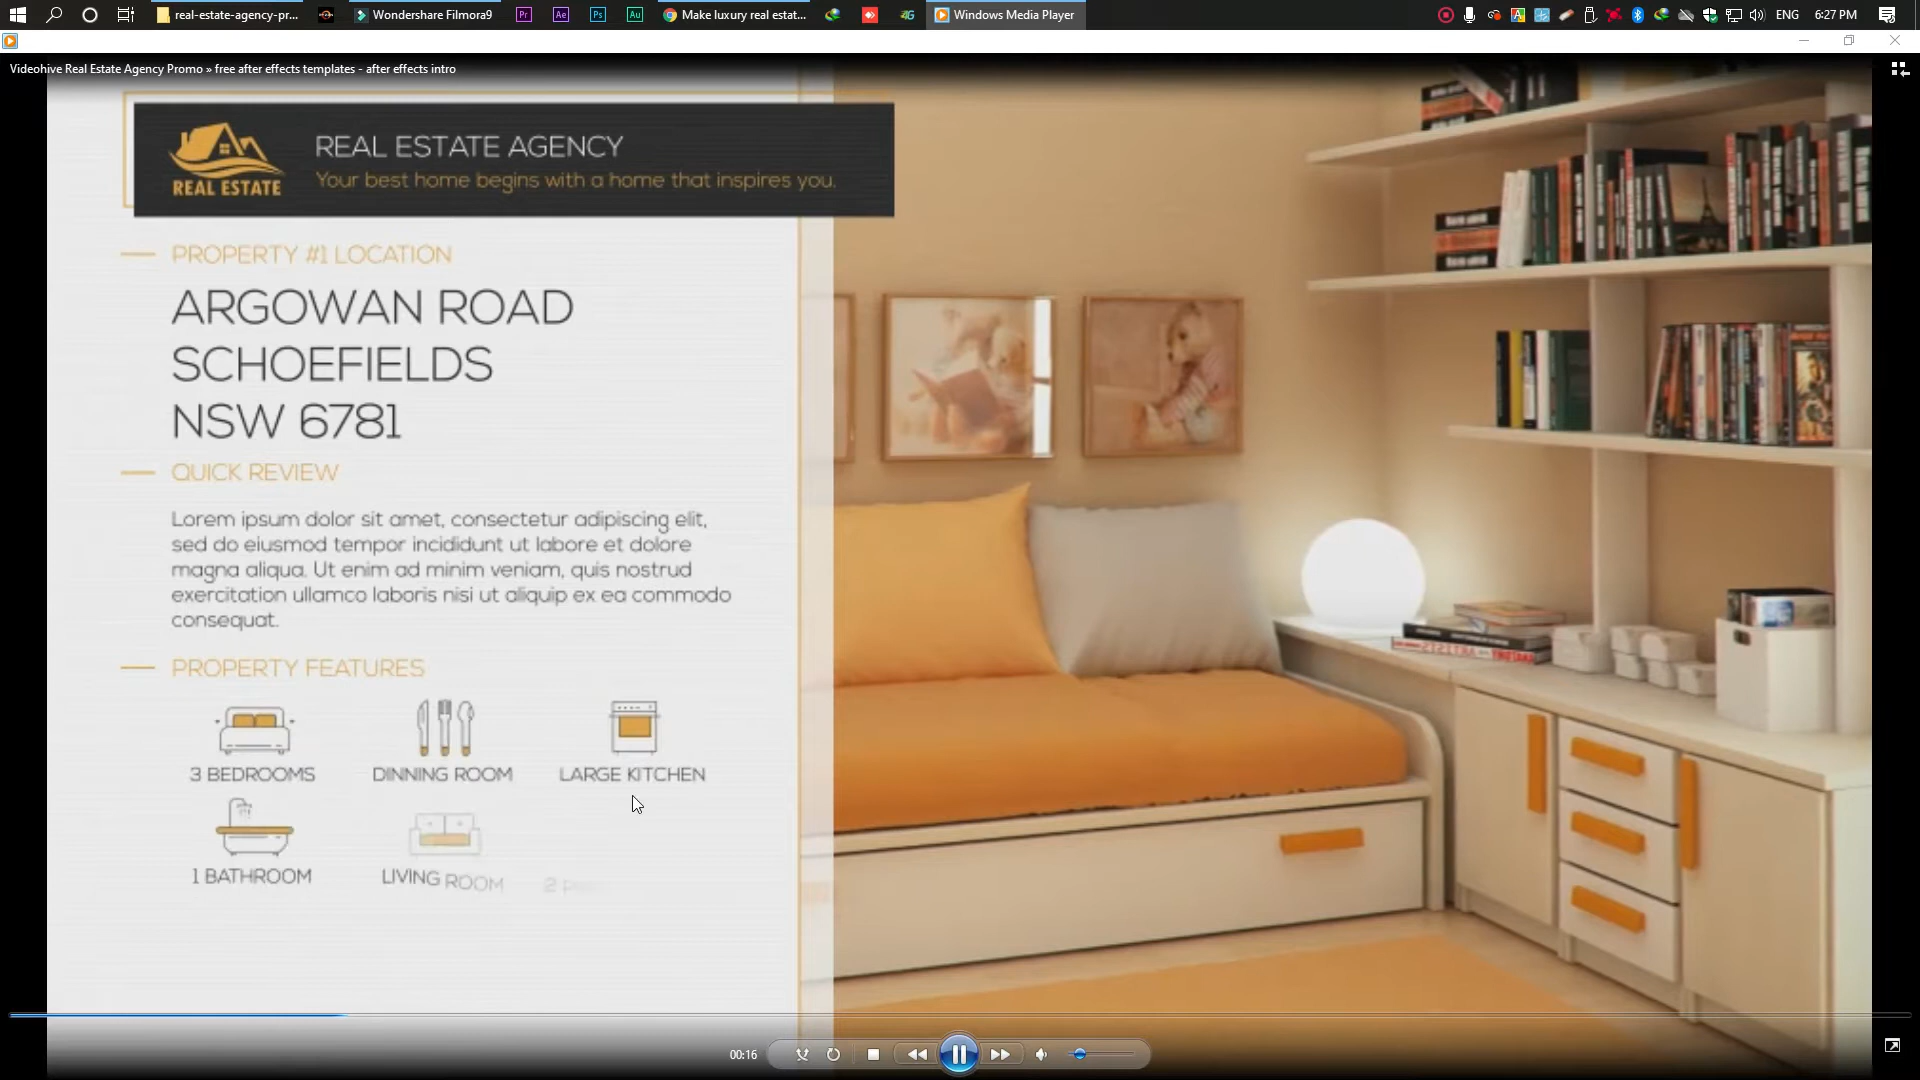 real-estate-agency-pr...
Wondershare Filmora9
Pr
Ae
Ps
Au
Make luxury real estat...
Windows Media Player
ENG
6:27 PM
Videohive Real Estate Agency Promo » free after effects templates - after effects intro
REAL ESTATE
REAL ESTATE AGENCY
Your best home begins with a home that inspires you.
PROPERTY #1 LOCATION
ARGOWAN ROAD
SCHOEFIELDS
NSW 6781
QUICK REVIEW
Lorem ipsum dolor sit amet, consectetur adipiscing elit,
sed do eiusmod tempor incididunt ut labore et dolore
magna aliqua. Ut enim ad minim veniam, quis nostrud
exercitation ullamco laboris nisi ut aliquip ex ea commodo
consequat.
PROPERTY FEATURES
3 BEDROOMS
DINNING ROOM
LARGE KITCHEN
1 BATHROOM
LIVING ROOM
2
00:16